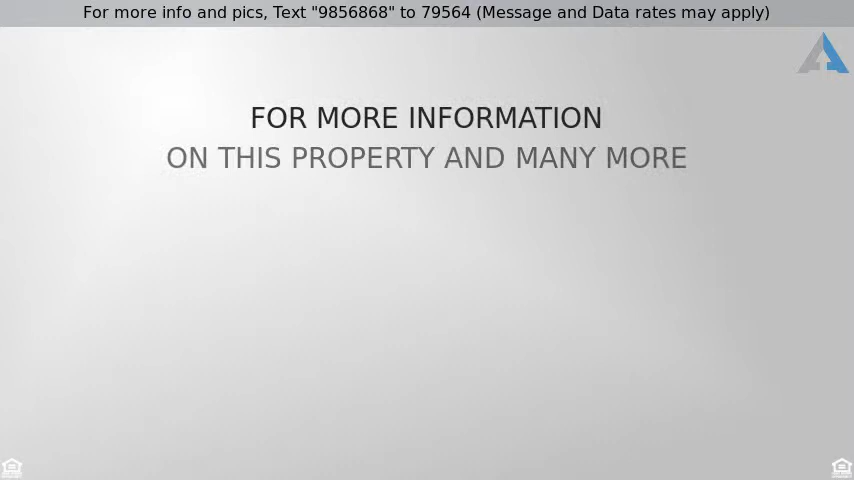 For more info and pics, Text "9856868" to 79564 (Message and Data rates may apply)
FOR MORE INFORMATION
ON THIS PROPERTY AND MANY MORE